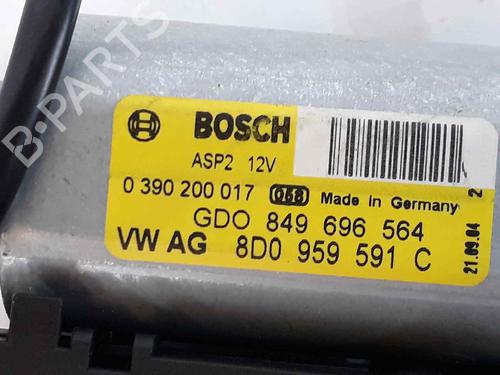 B-PARTS
BOSCH
ASP2 12V
0 390 200 017 068 Made in Germany
GDO 849 696 564
VW AG 8D0 959 591 C
21.09.04 2